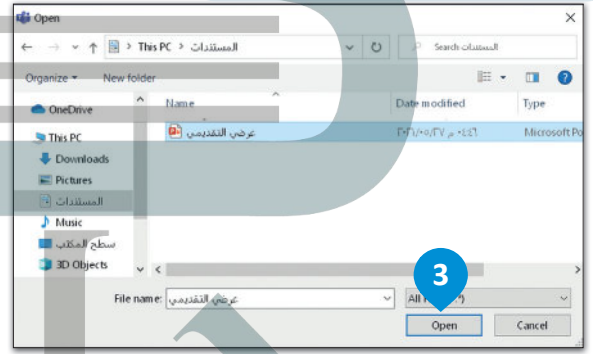 Open
This PC > المستندات
Search المستندات
Organize
New folder
Name
Date modified
Type
OneDrive
عرضي التقديمي
Microsoft Po
This PC
Downloads
Pictures
المستندات
Music
سطح المكتب
3D Objects
3
File name:
عرضي التقديمي
All
Open
Cancel